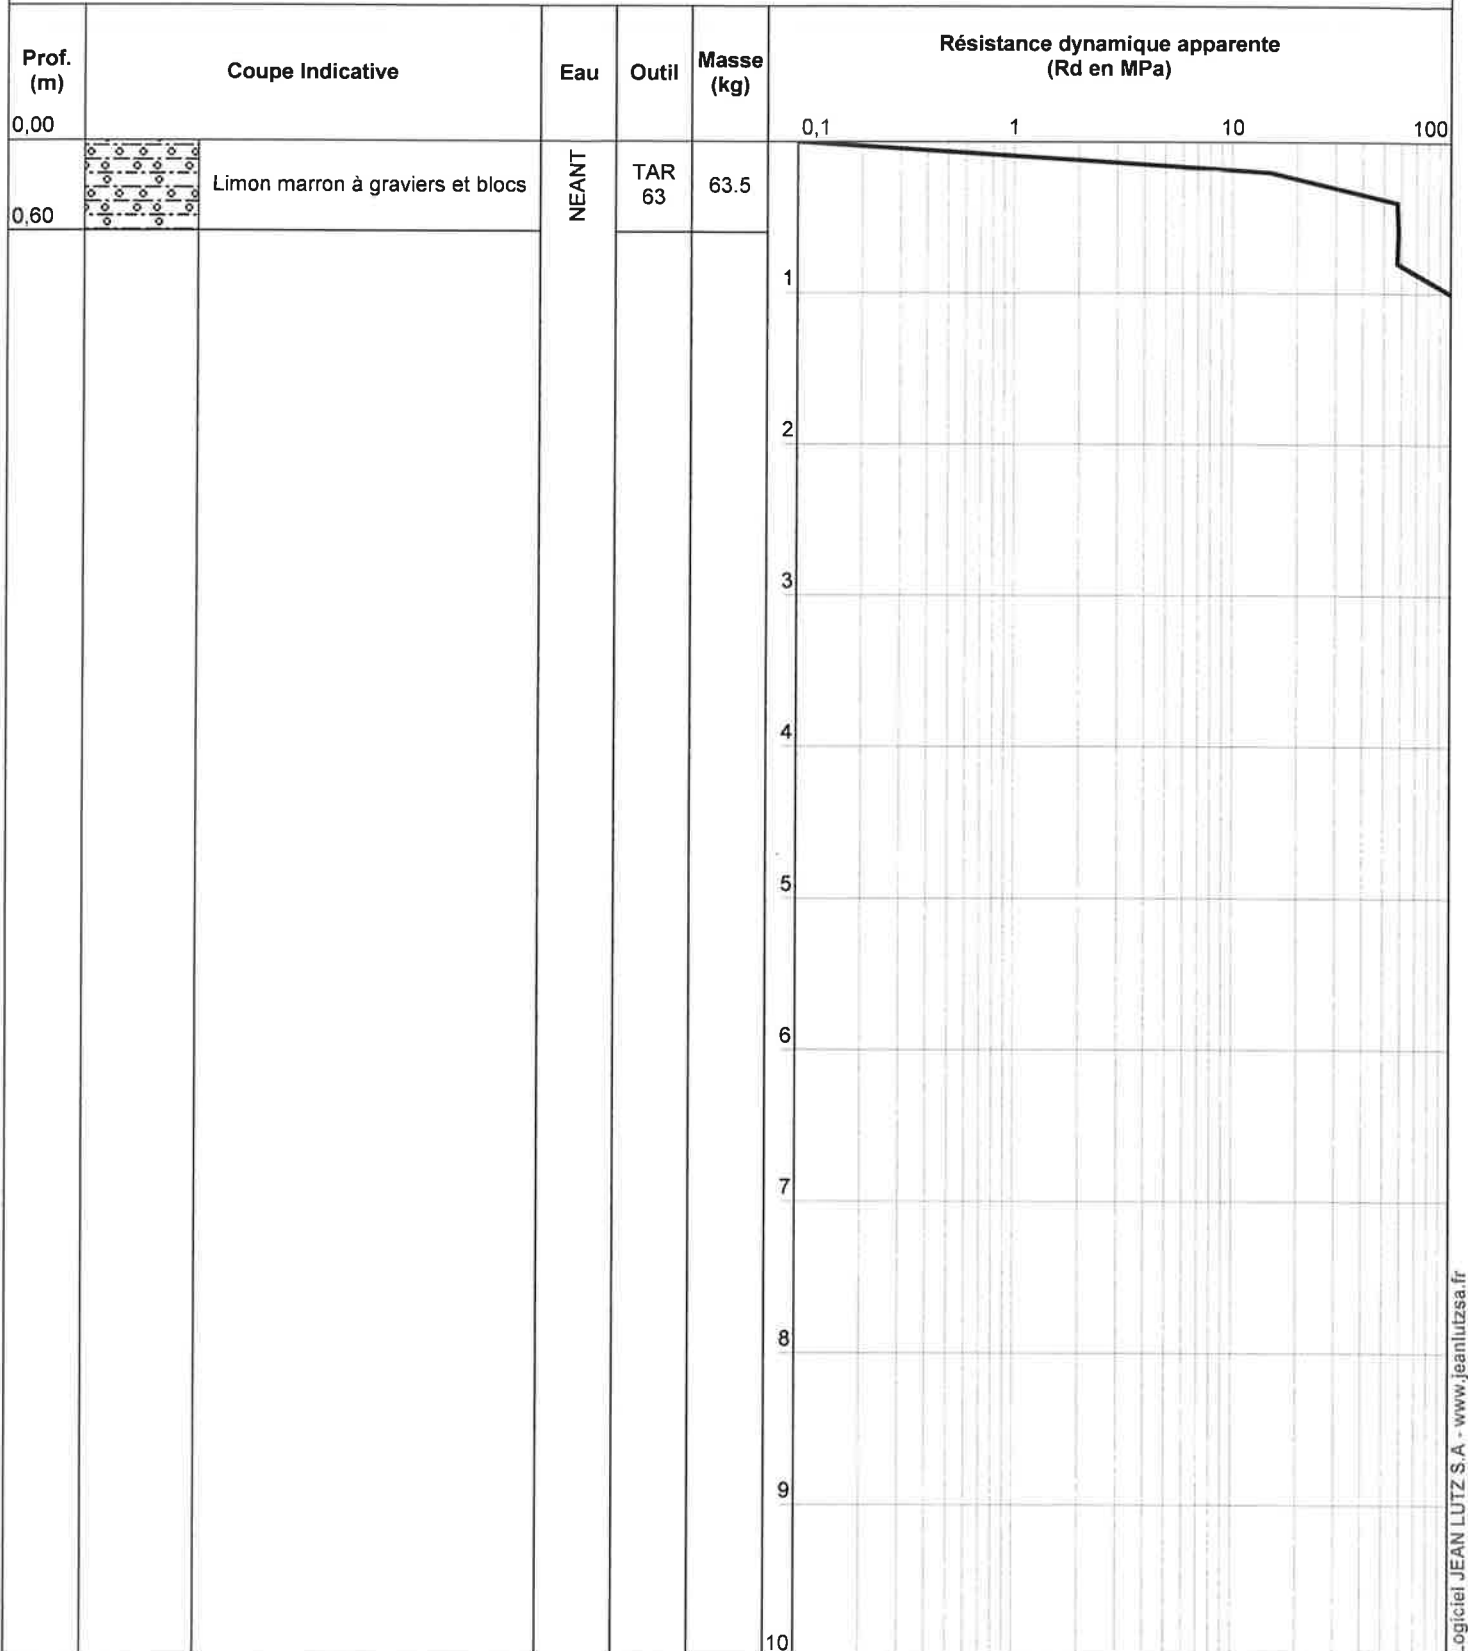 Prof.
(m)
Coupe Indicative
Eau
Outil
Masse
(kg)
Résistance dynamique apparente
(Rd en MPa)
0,00
0,1 1 10 100
Limon marron à graviers et blocs
NEANT
TAR
63
63.5
0,60
1
2
3
4
5
6
7
8
9
10
ogiciel JEAN LUTZ S.A - www.jeanlutzsa.fr